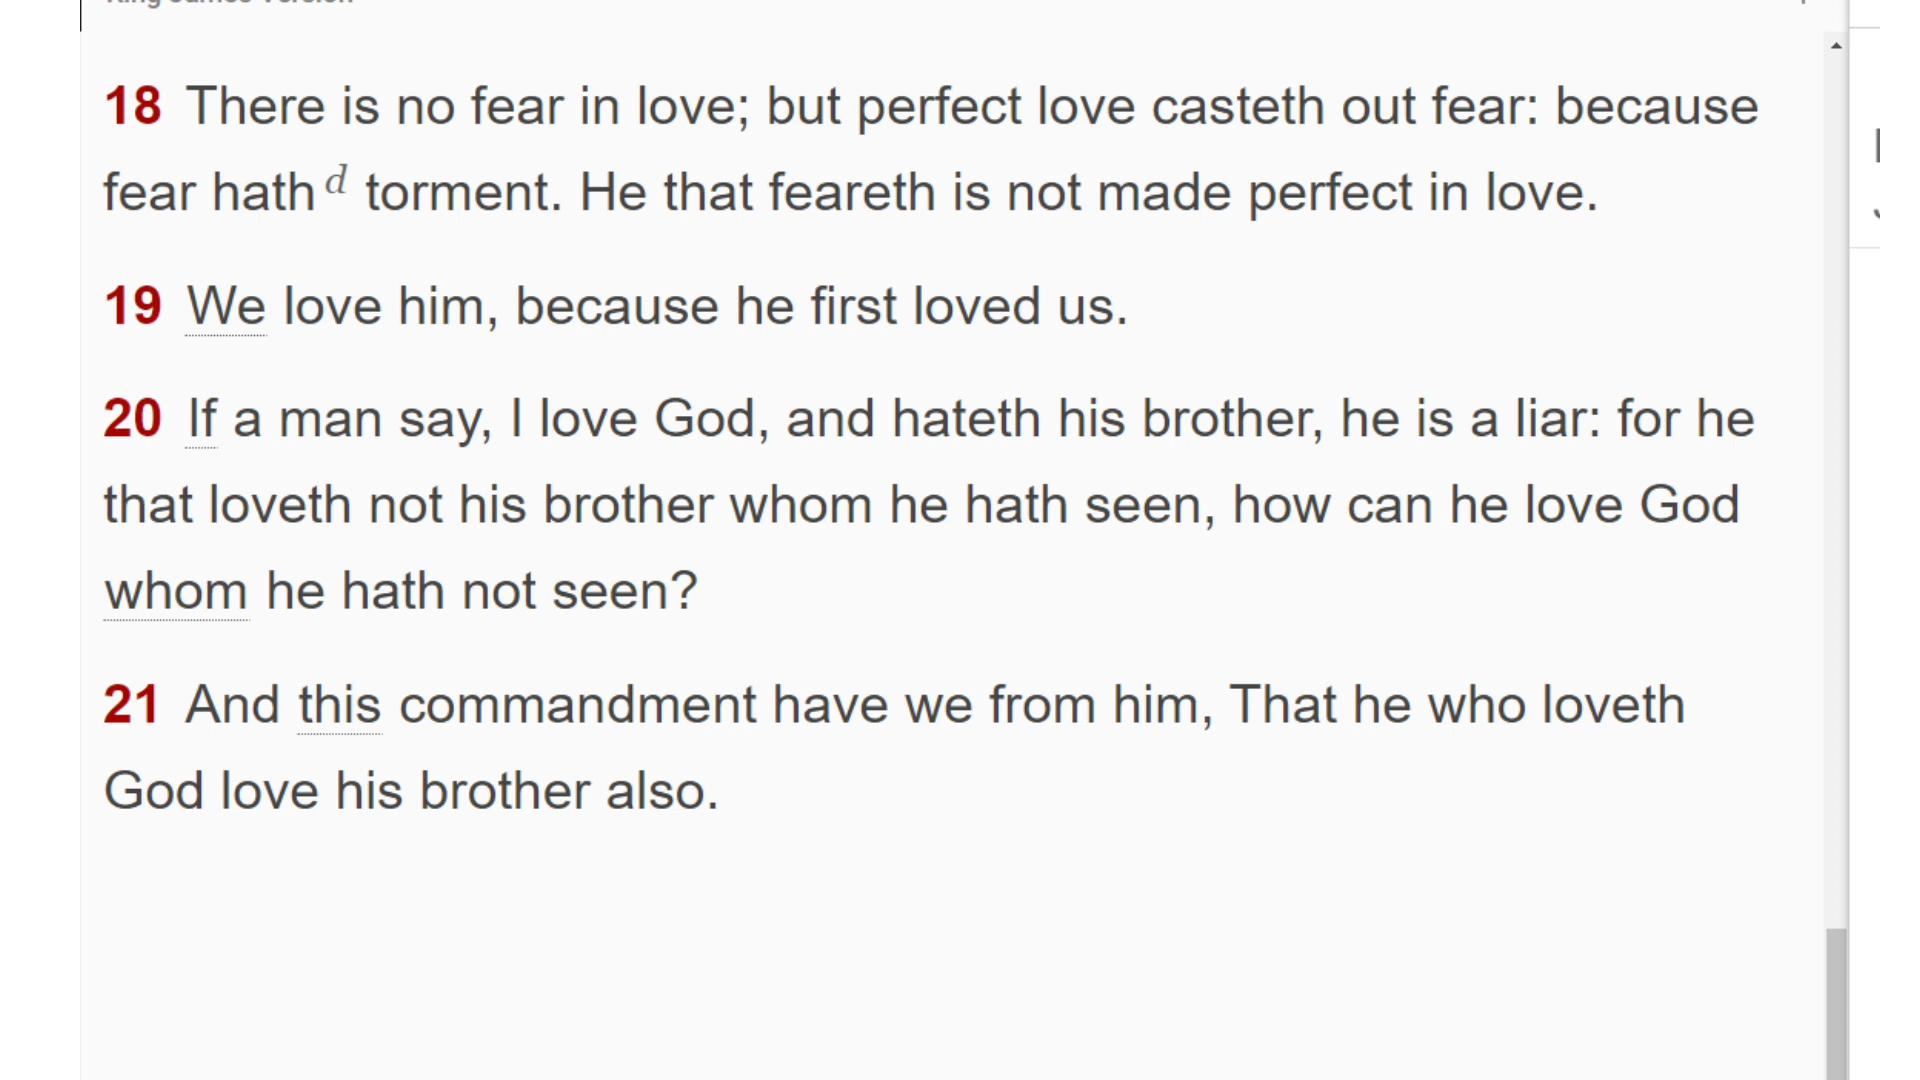 King James Version
18 There is no fear in love; but perfect love casteth out fear: because
fear hath d torment. He that feareth is not made perfect in love.
19 We love him, because he first loved us.
20 If a man say, I love God, and hateth his brother, he is a liar: for he
that loveth not his brother whom he hath seen, how can he love God
whom he hath not seen?
21 And this commandment have we from him, That he who loveth
God love his brother also.